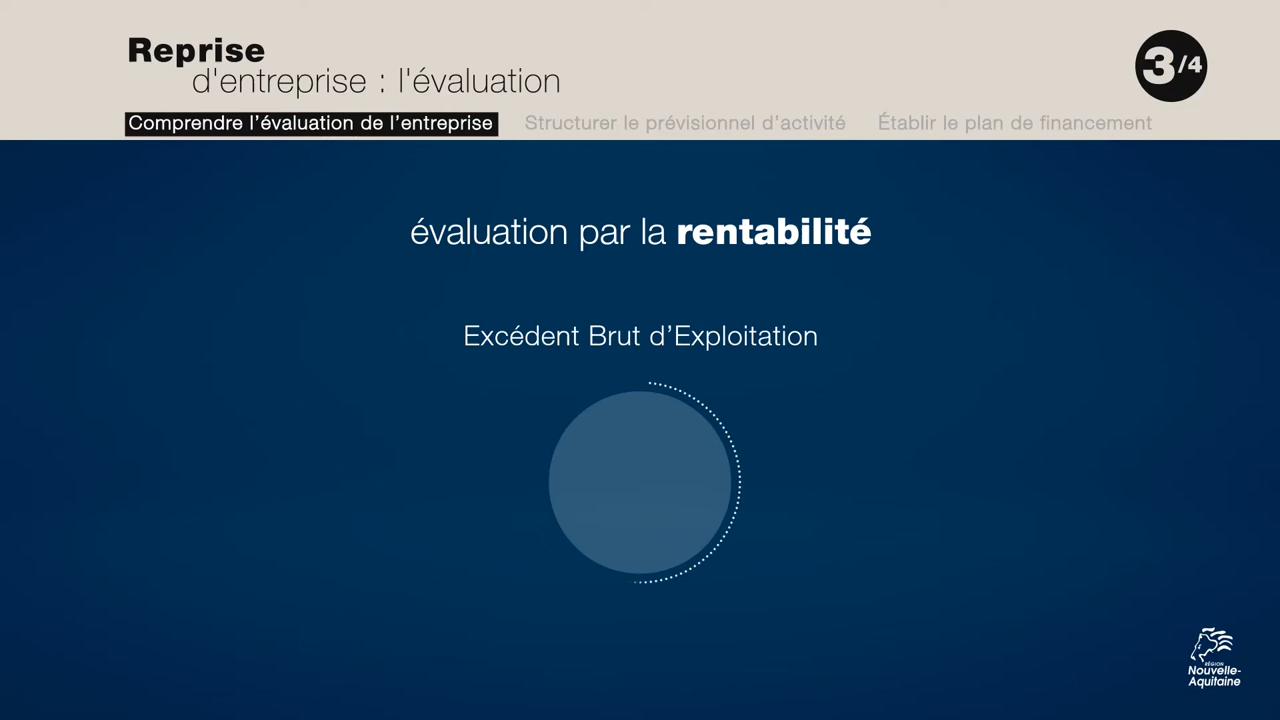 Reprise
d'entreprise : l'évaluation
3/4
Comprendre l’évaluation de l’entreprise
Structurer le prévisionnel d'activité
Établir le plan de financement
évaluation par la rentabilité
Excédent Brut d’Exploitation
RÉGION
Nouvelle-
Aquitaine